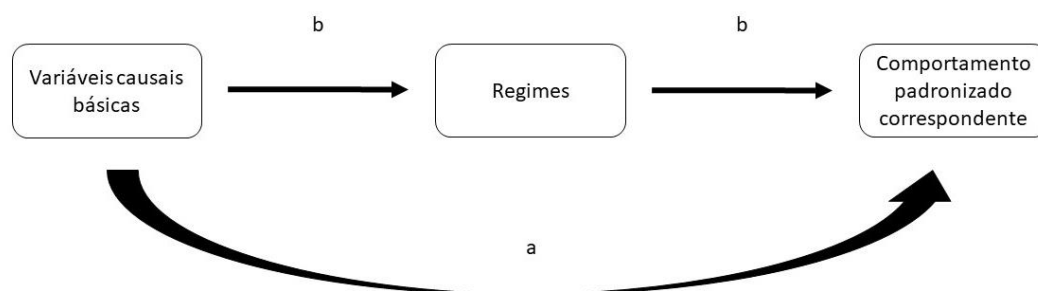 b
b
Variáveis causais
básicas
Regimes
Comportamento
padronizado
correspondente
a